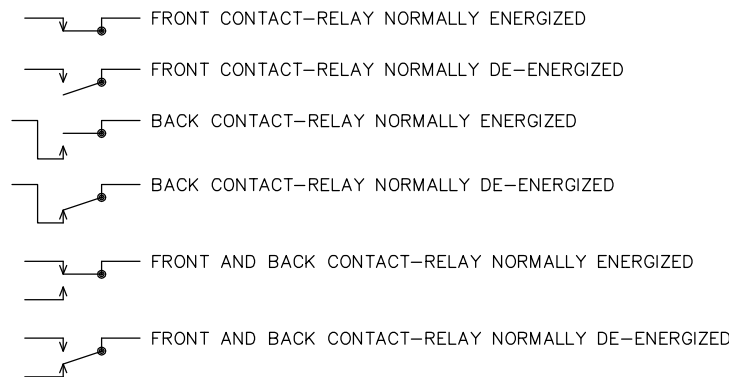 FRONT CONTACT-RELAY NORMALLY ENERGIZED
FRONT CONTACT-RELAY NORMALLY DE-ENERGIZED
BACK CONTACT-RELAY NORMALLY ENERGIZED
BACK CONTACT-RELAY NORMALLY DE-ENERGIZED
FRONT AND BACK CONTACT-RELAY NORMALLY ENERGIZED
FRONT AND BACK CONTACT-RELAY NORMALLY DE-ENERGIZED